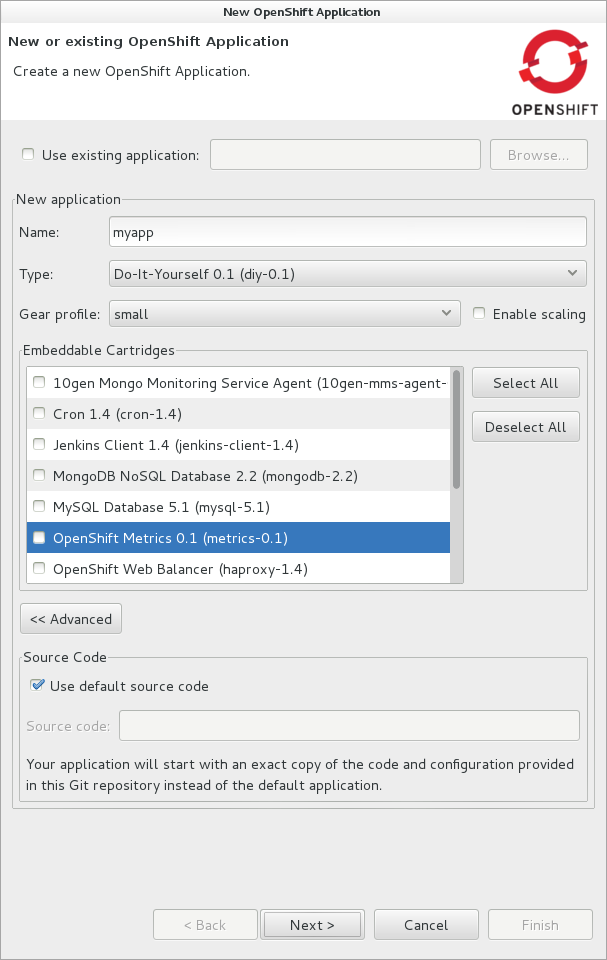 New OpenShift Application
New or existing OpenShift Application
Create a new OpenShift Application.
OPENSHIFT
Use existing application:
Browse...
New application
Name:
myapp
Type:
Do-It-Yourself 0.1 (diy-0.1)
Gear profile:
small
Enable scaling
Embeddable Cartridges
10gen Mongo Monitoring Service Agent (10gen-mms-agent-
Cron 1.4 (cron-1.4)
Jenkins Client 1.4 (jenkins-client-1.4)
MongoDB NoSQL Database 2.2 (mongodb-2.2)
MySQL Database 5.1 (mysql-5.1)
OpenShift Metrics 0.1 (metrics-0.1)
OpenShift Web Balancer (haproxy-1.4)
Select All
Deselect All
<< Advanced
Source Code
Use default source code
Source code:
Your application will start with an exact copy of the code and configuration provided
in this Git repository instead of the default application.
< Back
Next >
Cancel
Finish